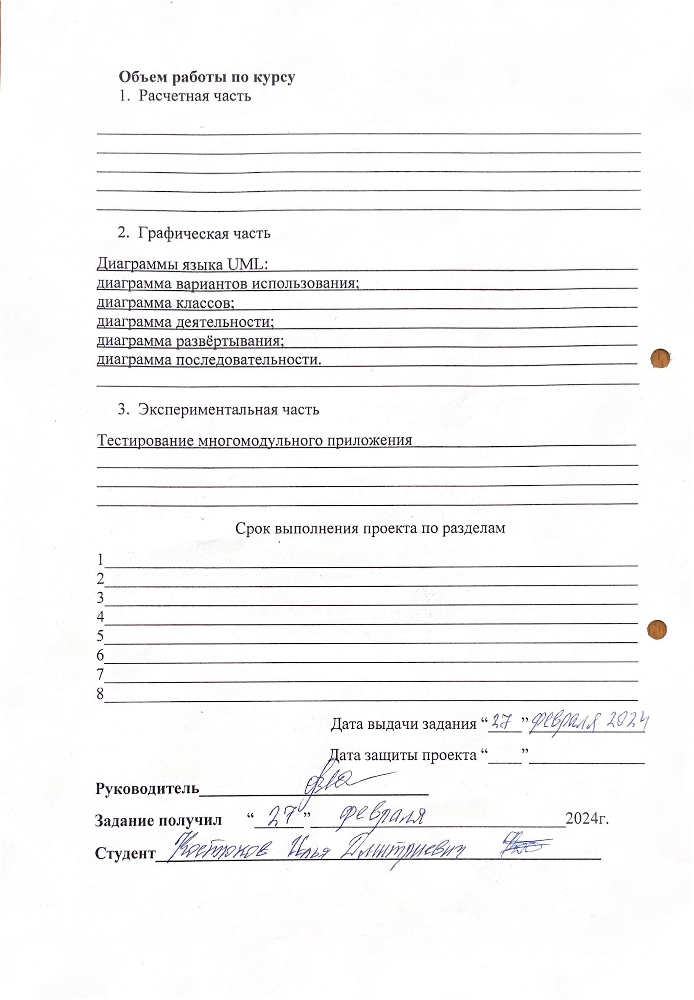 Объем работы по курсу
1. Расчетная часть
2. Графическая часть
Диаграммы языка UML:
диаграмма вариантов использования;
диаграмма классов;
диаграмма деятельности;
диаграмма развёртывания;
диаграмма последовательности.
3. Экспериментальная часть
Тестирование многомодульного приложения
Срок выполнения проекта по разделам
1
2
3
4
5
6
7
8
Дата выдачи задания “27” февраля 2024
Дата защиты проекта “____”
Руководитель
Задание получил “27” февраля 2024г.
Студент Костюков Илья Дмитриевич